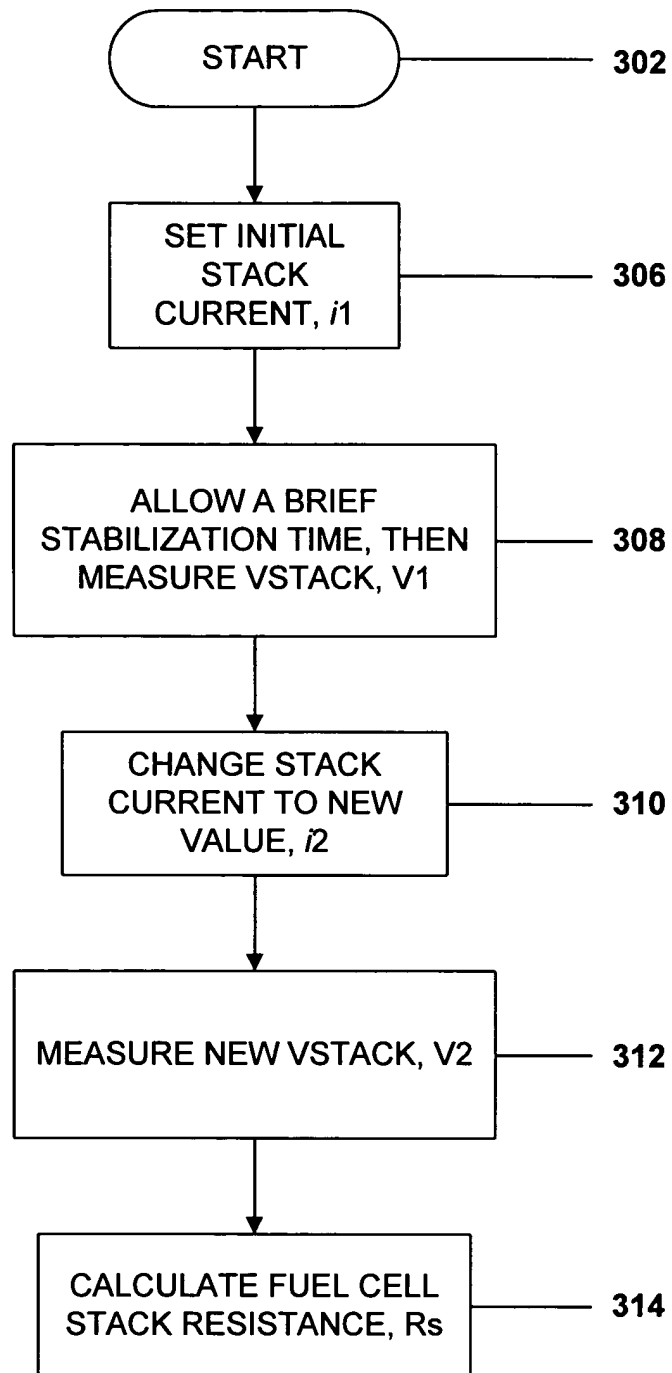 START
302
SET INITIAL
STACK
CURRENT, i1
306
ALLOW A BRIEF
STABILIZATION TIME, THEN
MEASURE VSTACK, V1
308
CHANGE STACK
CURRENT TO NEW
VALUE, i2
310
MEASURE NEW VSTACK, V2
312
CALCULATE FUEL CELL
STACK RESISTANCE, Rs
314